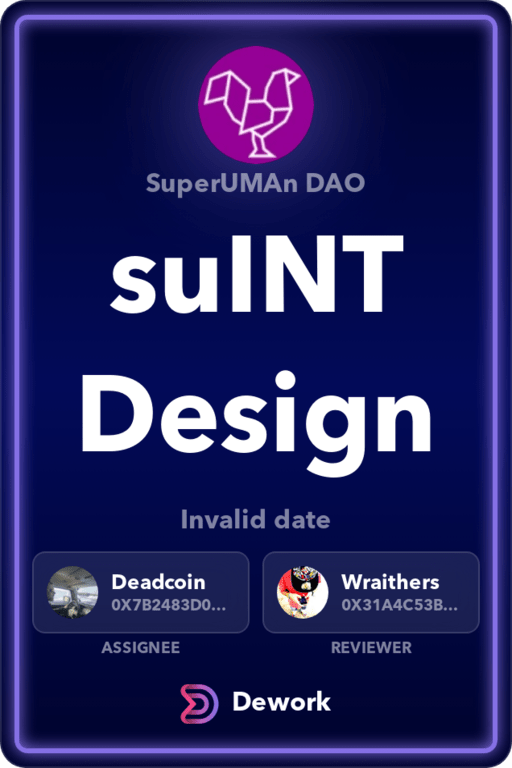 SuperUMAn DAO
suINT
Design
Invalid date
Deadcoin
0X7B2483D0...
ASSIGNEE
Wraithers
0X31A4C53B...
REVIEWER
Dework